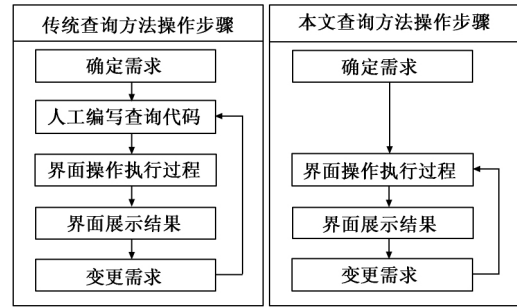 传统查询方法操作步骤
确定需求
人工编写查询代码
界面操作执行过程
界面展示结果
变更需求
本文查询方法操作步骤
确定需求
界面操作执行过程
界面展示结果
变更需求